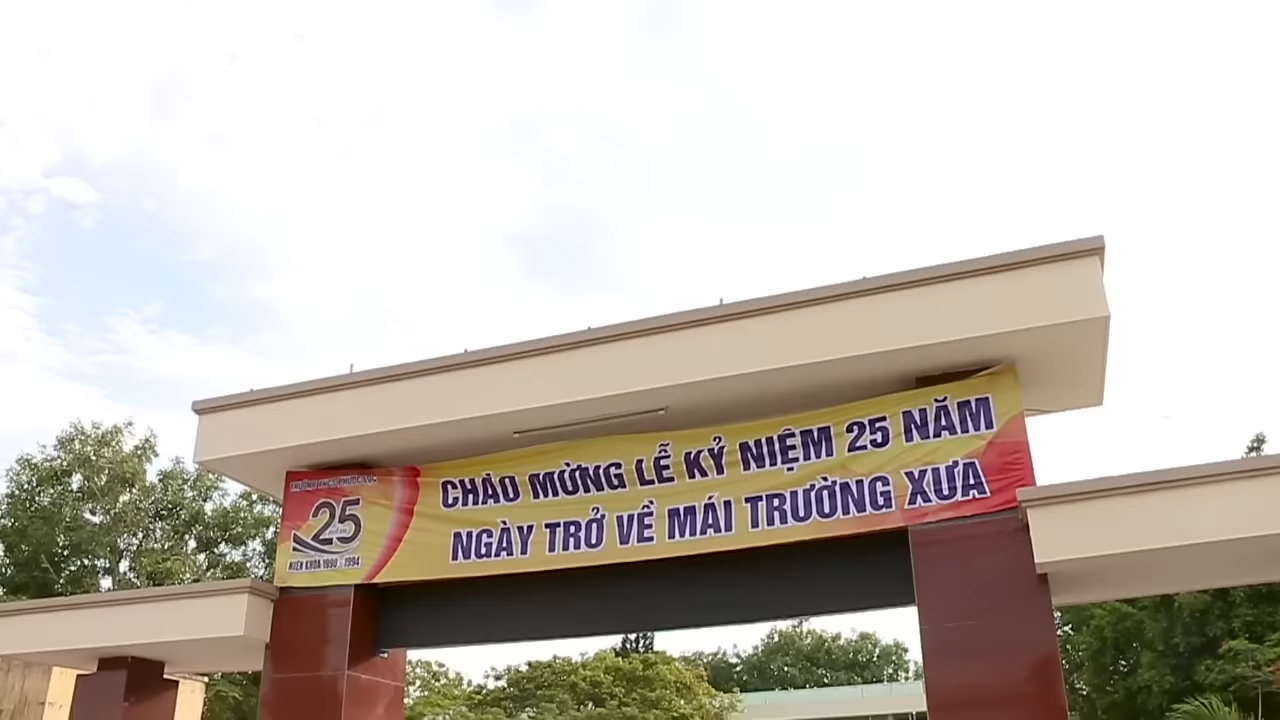 TRƯỜNG THCS PHƯỚC LỘC
25
NIÊN KHÓA 1990 - 1994
CHÀO MỪNG LỄ KỶ NIỆM 25 NĂM
NGÀY TRỞ VỀ MÁI TRƯỜNG XƯA